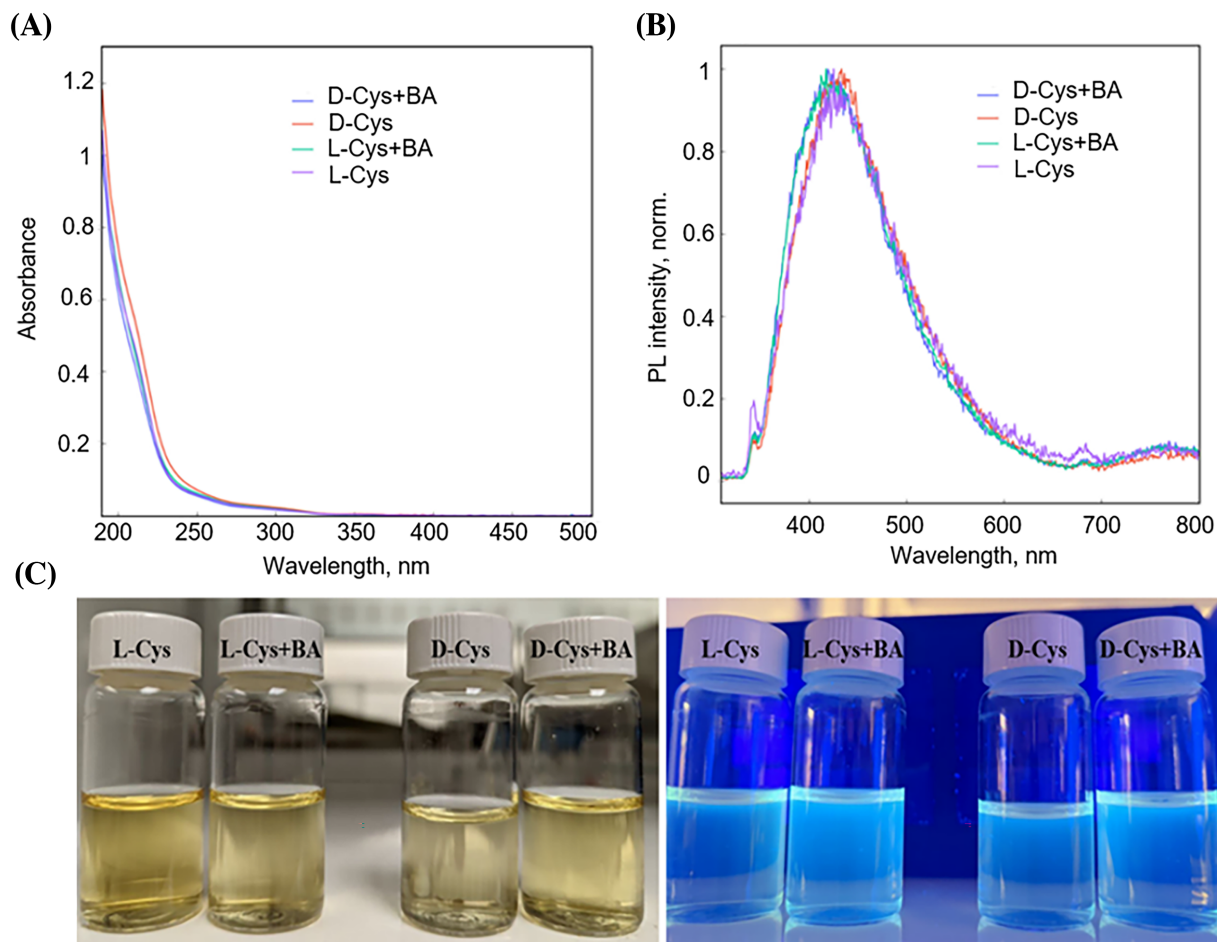 (A)
1.2
1
0.8
0.6
0.4
0.2
Absorbance
D-Cys+BA
D-Cys
L-Cys+BA
L-Cys
200 250 300 350 400 450 500
Wavelength, nm
(B)
1
0.8
0.6
0.4
0.2
0
PL intensity, norm.
D-Cys+BA
D-Cys
L-Cys+BA
L-Cys
400 500 600 700 800
Wavelength, nm
(C)
L-Cys
L-Cys+BA
D-Cys
D-Cys+BA
L-Cys
L-Cys+BA
D-Cys
D-Cys+BA